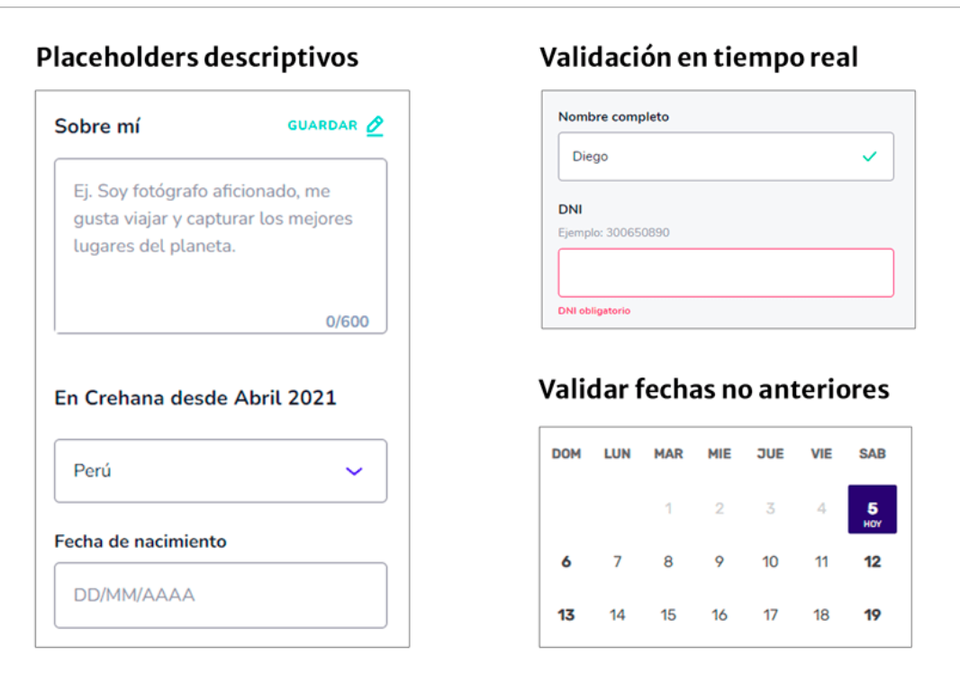 Placeholders descriptivos
Sobre mí
GUARDAR
Ej. Soy fotógrafo aficionado, me
gusta viajar y capturar los mejores
lugares del planeta.
0/600
En Crehana desde Abril 2021
Perú
Fecha de nacimiento
DD/MM/AAAA
Validación en tiempo real
Nombre completo
Diego
DNI
Ejemplo: 300650890
DNI obligatorio
Validar fechas no anteriores
DOM LUN MAR MIE JUE VIE SAB
1 2 3 4 5
HOY
6 7 8 9 10 11 12
13 14 15 16 17 18 19